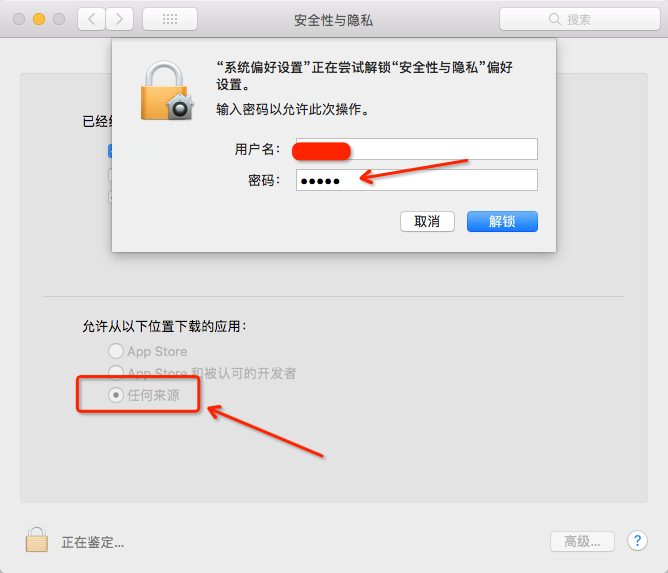 安全性与隐私
搜索
“系统偏好设置”正在尝试解锁“安全性与隐私”偏好
设置。
输入密码以允许此次操作。
用户名：
密码：
●●●●●
取消
解锁
已经
允许从以下位置下载的应用：
App Store
App Store 和被认可的开发者
任何来源
正在鉴定...
高级...
?